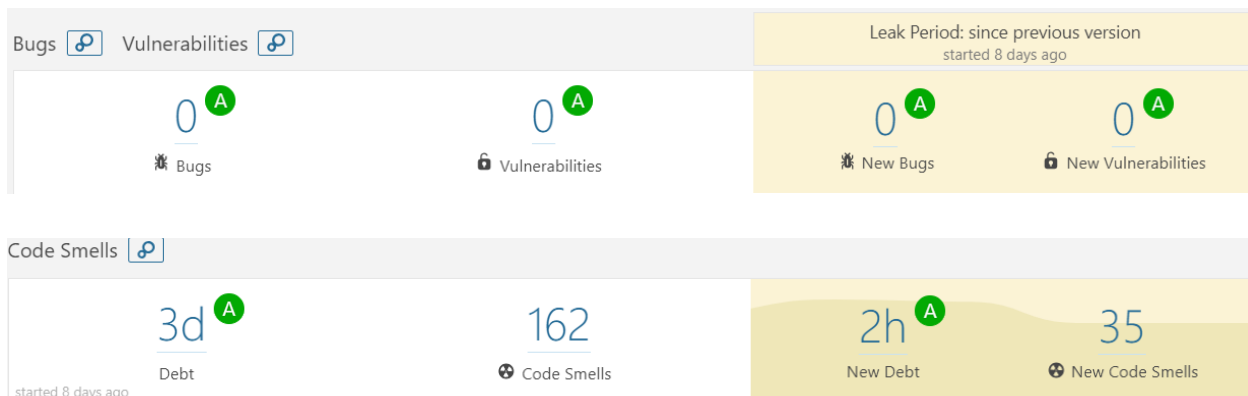 Bugs Vulnerabilities
Leak Period: since previous version
started 8 days ago
0 A
Bugs
0 A
Vulnerabilities
0 A
New Bugs
0 A
New Vulnerabilities
Code Smells
3d A
Debt
162
Code Smells
2h A
New Debt
35
New Code Smells
started 8 days ago